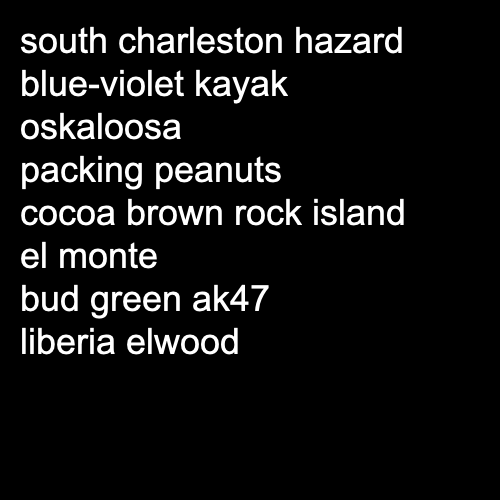 south charleston hazard
blue-violet kayak
oskaloosa
packing peanuts
cocoa brown rock island
el monte
bud green ak47
liberia elwood